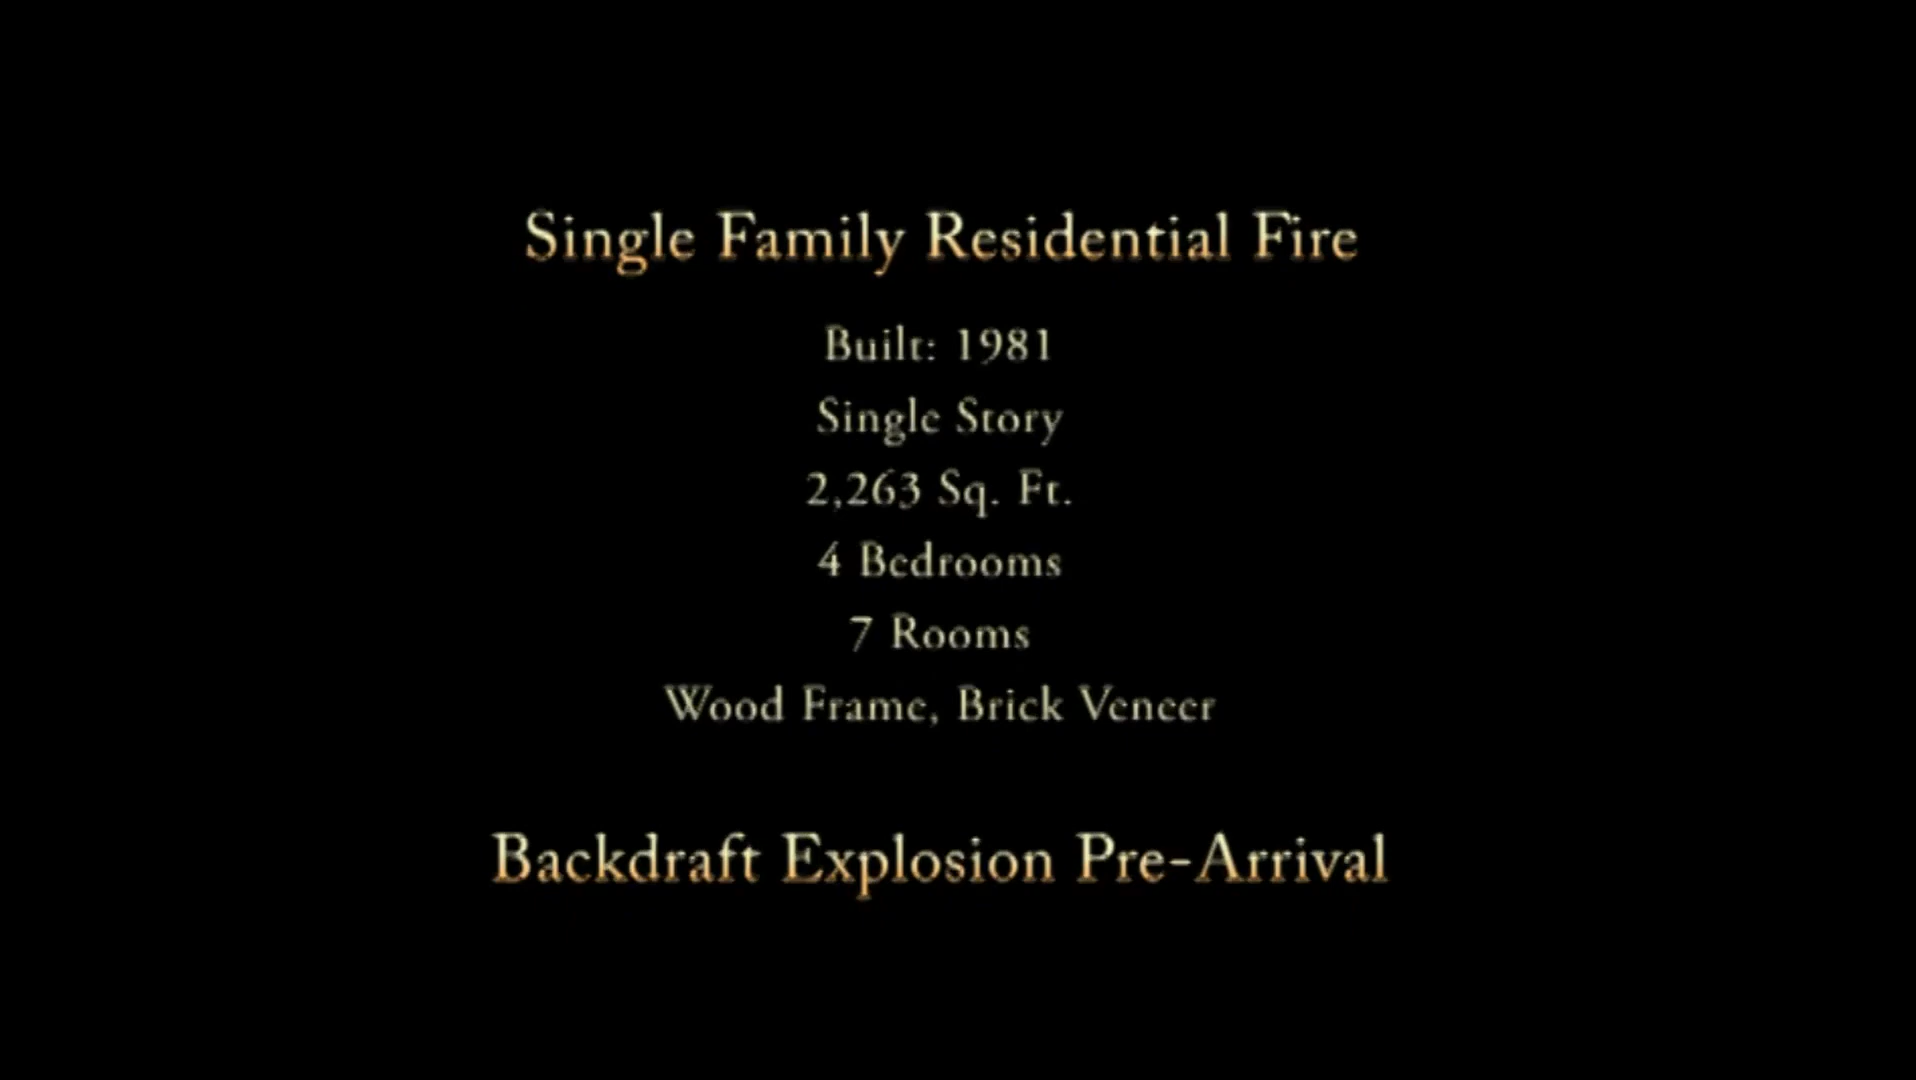 Single Family Residential Fire
Built: 1981
Single Story
2,263 Sq. Ft.
4 Bedrooms
7 Rooms
Wood Frame, Brick Veneer
Backdraft Explosion Pre-Arrival